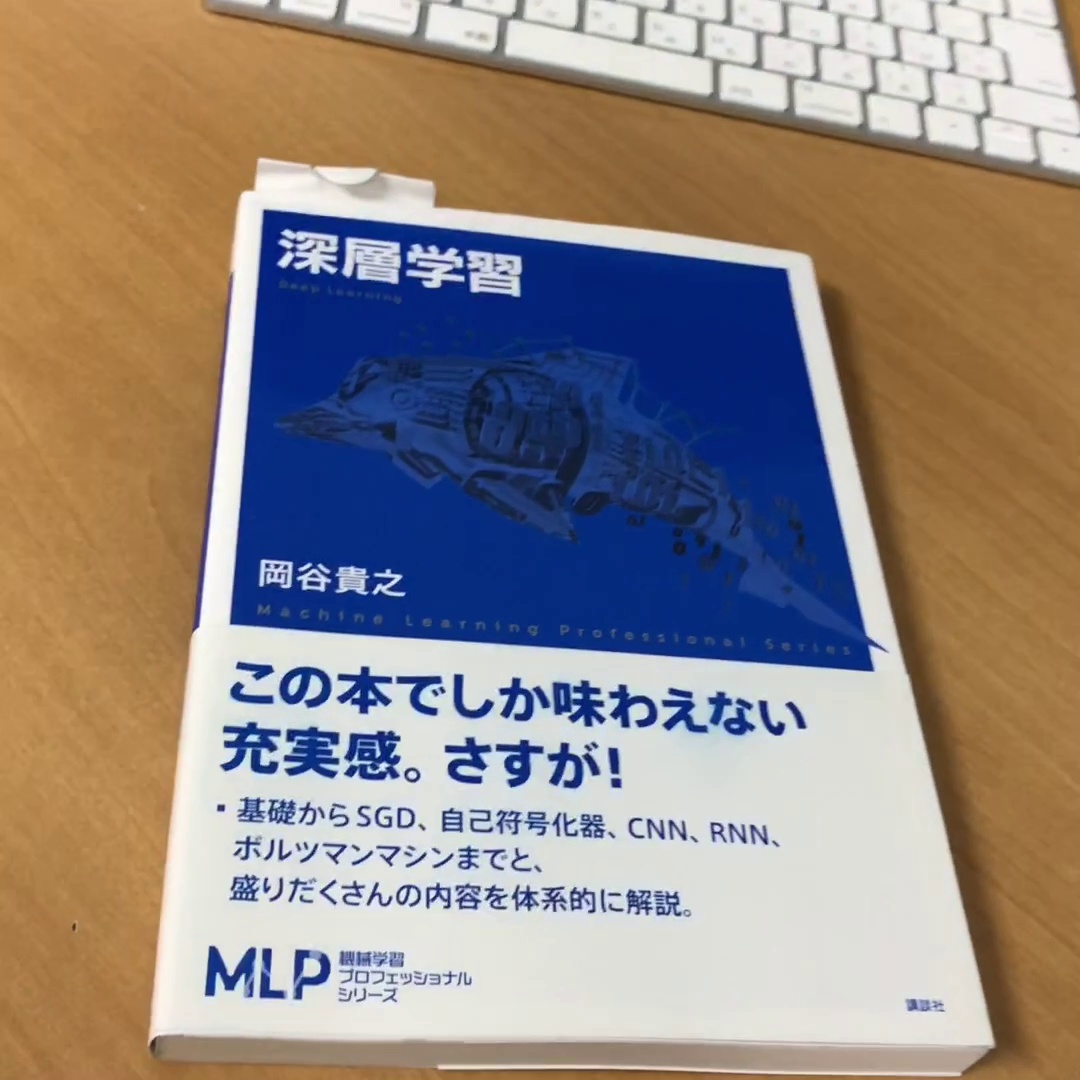 深層学習
Deep Learning
岡谷貴之
Machine Learning Professional Series
この本でしか味わえない
充実感。さすが!
▪ 基礎からSGD、自己符号化器、CNN、RNN、
ボルツマンマシンまでと、
盛りだくさんの内容を体系的に解説。
MLP
機械学習
プロフェッショナル
シリーズ
講談社